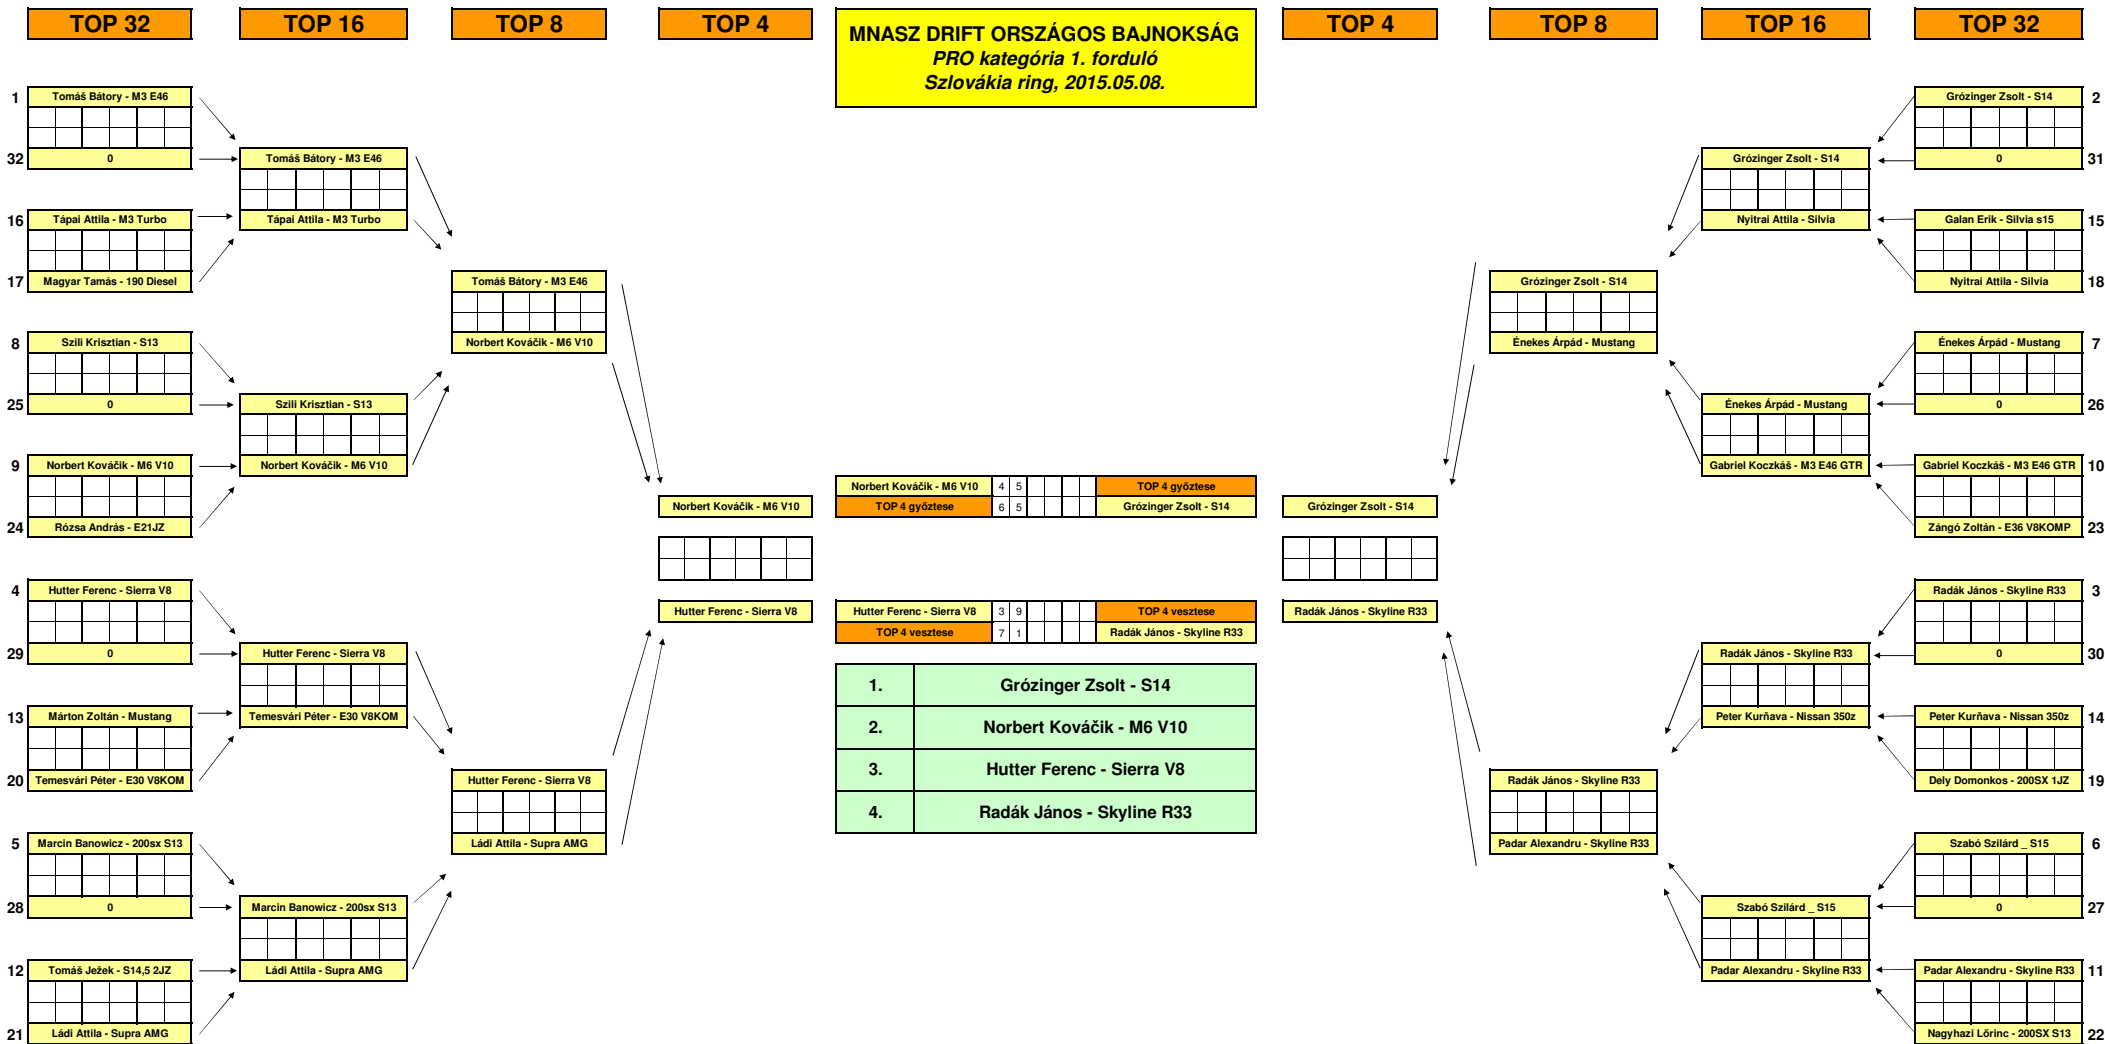 TOP 32
TOP 16
TOP 8
TOP 4
MNASZ DRIFT ORSZÁGOS BAJNOKSÁG
PRO kategória 1. forduló
Szlovákia ring, 2015.05.08.
TOP 4
TOP 8
TOP 16
TOP 32
1 Tomáš Bátory - M3 E46
32 0
16 Tápai Attila - M3 Turbo
17 Magyar Tamás - 190 Diesel
8 Szili Krisztian - S13
25 0
9 Norbert Kováčik - M6 V10
24 Rózsa András - E21JZ
4 Hutter Ferenc - Sierra V8
29 0
13 Márton Zoltán - Mustang
20 Temesvári Péter - E30 V8KOM
5 Marcin Banowicz - 200sx S13
28 0
12 Tomáš Ježek - S14,5 2JZ
21 Ládi Attila - Supra AMG
Tomáš Bátory - M3 E46
Tápai Attila - M3 Turbo
Szili Krisztian - S13
Norbert Kováčik - M6 V10
Hutter Ferenc - Sierra V8
Temesvári Péter - E30 V8KOM
Marcin Banowicz - 200sx S13
Ládi Attila - Supra AMG
Tomáš Bátory - M3 E46
Norbert Kováčik - M6 V10
Hutter Ferenc - Sierra V8
Ládi Attila - Supra AMG
Norbert Kováčik - M6 V10
Hutter Ferenc - Sierra V8
Norbert Kováčik - M6 V10 4 5 TOP 4 győztese
TOP 4 győztese 6 5 Grózinger Zsolt - S14
Hutter Ferenc - Sierra V8 3 9 TOP 4 vesztese
TOP 4 vesztese 7 1 Radák János - Skyline R33
1. Grózinger Zsolt - S14
2. Norbert Kováčik - M6 V10
3. Hutter Ferenc - Sierra V8
4. Radák János - Skyline R33
Grózinger Zsolt - S14
Radák János - Skyline R33
Grózinger Zsolt - S14
Énekes Árpád - Mustang
Radák János - Skyline R33
Padar Alexandru - Skyline R33
Grózinger Zsolt - S14
Nyitrai Attila - Silvia
Énekes Árpád - Mustang
Gabriel Koczkáš - M3 E46 GTR
Radák János - Skyline R33
Peter Kurňava - Nissan 350z
Szabó Szilárd _ S15
Padar Alexandru - Skyline R33
Grózinger Zsolt - S14 2
0 31
Galan Erik - Silvia s15 15
Nyitrai Attila - Silvia 18
Énekes Árpád - Mustang 7
0 26
Gabriel Koczkáš - M3 E46 GTR 10
Zángó Zoltán - E36 V8KOMP 23
Radák János - Skyline R33 3
0 30
Peter Kurňava - Nissan 350z 14
Dely Domonkos - 200SX 1JZ 19
Szabó Szilárd _ S15 6
0 27
Padar Alexandru - Skyline R33 11
Nagyhazi Lőrinc - 200SX S13 22